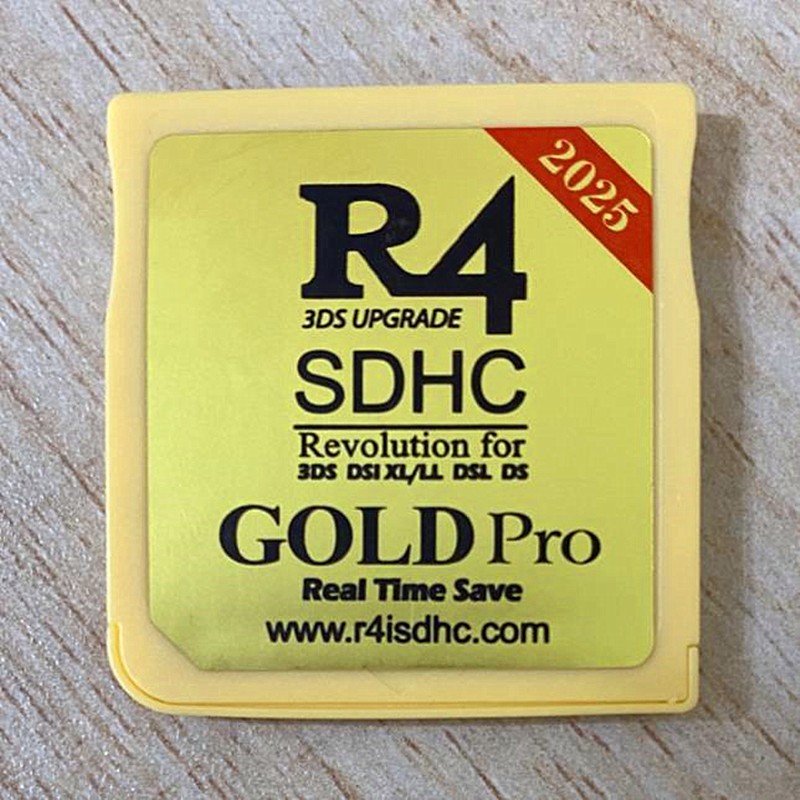 2025
R4
3DS UPGRADE
SDHC
Revolution for
3DS DSI XL/LL DSL DS
GOLD Pro
Real Time Save
www.r4isdhc.com